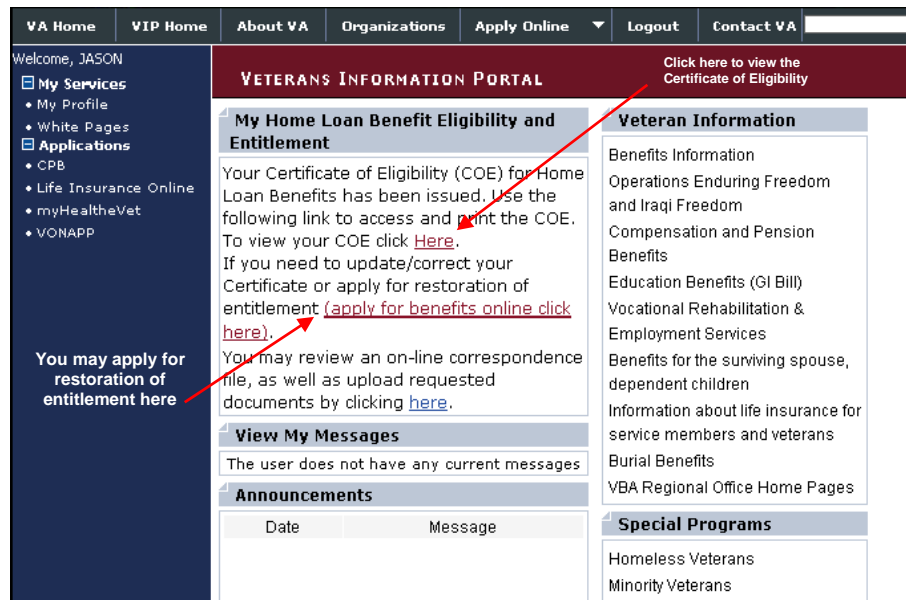 VA Home VIP Home About VA Organizations Apply Online Logout Contact VA
Welcome, JASON
My Services
• My Profile
• White Pages
Applications
• CPB
• Life Insurance Online
• myHealtheVet
• VONAPP
You may apply for
restoration of
entitlement here
VETERANS INFORMATION PORTAL
Click here to view the
Certificate of Eligibility
My Home Loan Benefit Eligibility and
Entitlement
Your Certificate of Eligibility (COE) for Home
Loan Benefits has been issued. Use the
following link to access and print the COE.
To view your COE click Here.
If you need to update/correct your
Certificate or apply for restoration of
entitlement (apply for benefits online click
here).
You may review an on-line correspondence
file, as well as upload requested
documents by clicking here.
View My Messages
The user does not have any current messages
Announcements
Date Message
Veteran Information
Benefits Information
Operations Enduring Freedom
and Iraqi Freedom
Compensation and Pension
Benefits
Education Benefits (GI Bill)
Vocational Rehabilitation &
Employment Services
Benefits for the surviving spouse,
dependent children
Information about life insurance for
service members and veterans
Burial Benefits
VBA Regional Office Home Pages
Special Programs
Homeless Veterans
Minority Veterans